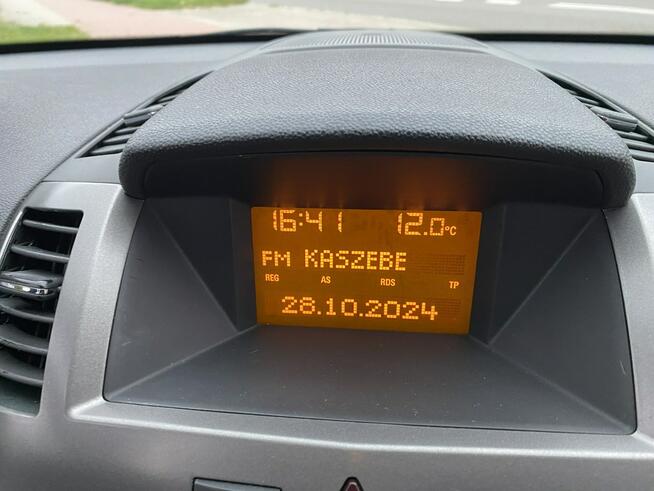 16:41 12.0°C
FM KASZEBE
REG AS RDS TP
28.10.2024